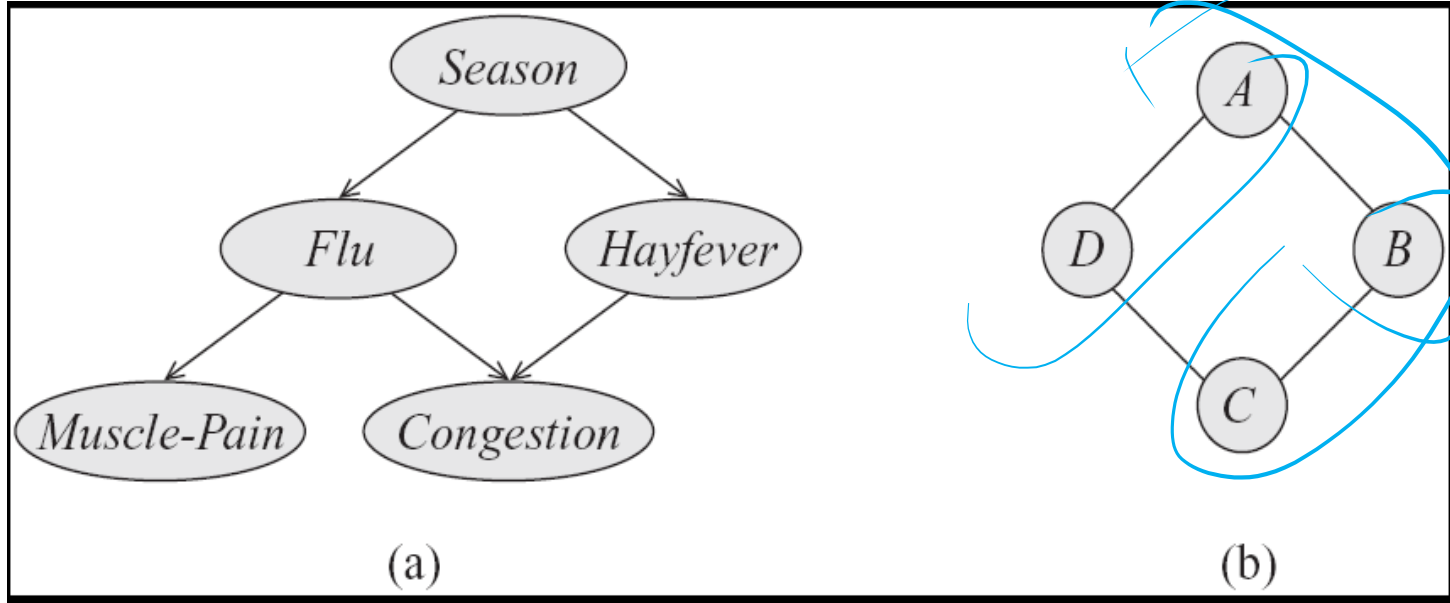 Season
A
Flu
Hayfever
D
B
Muscle-Pain
Congestion
C
(a)
(b)